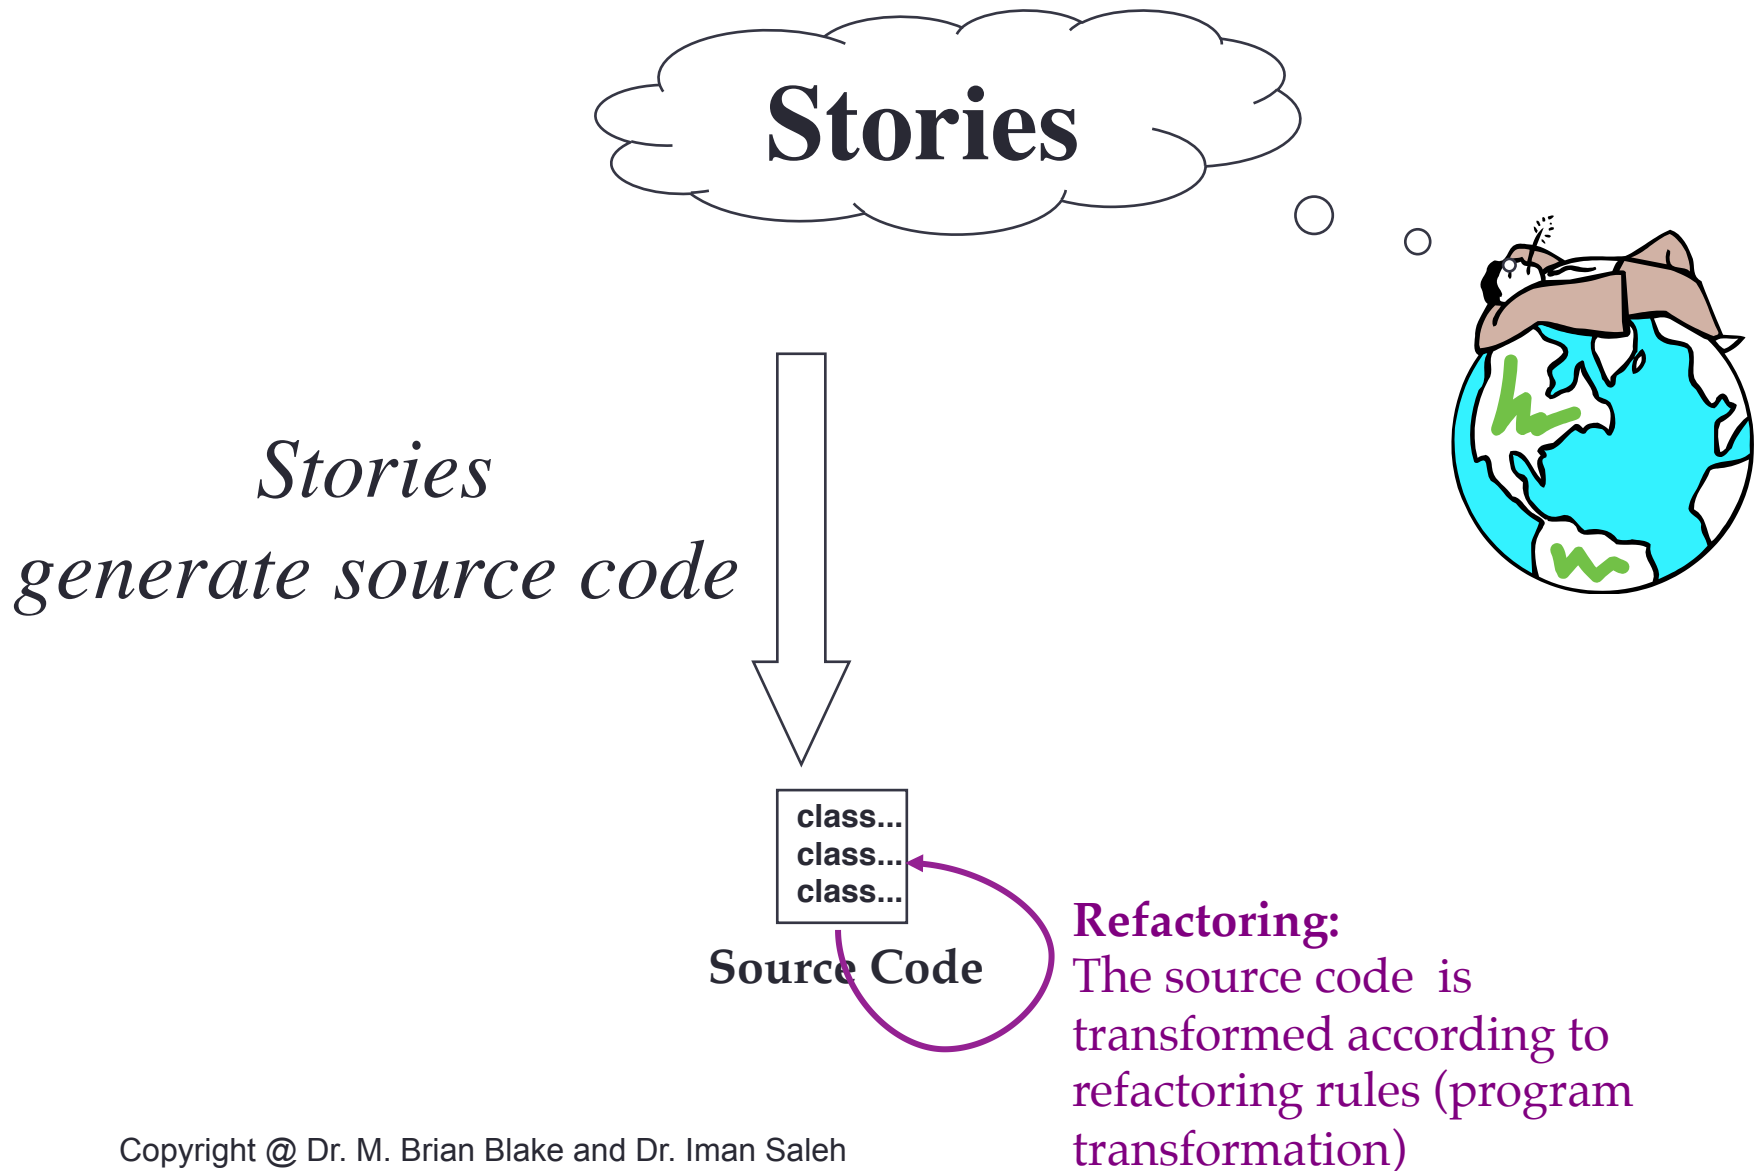 Stories
Stories
generate source code
class...
class...
class...
Source Code
Refactoring:
The source code is
transformed according to
refactoring rules (program
transformation)
Copyright @ Dr. M. Brian Blake and Dr. Iman Saleh